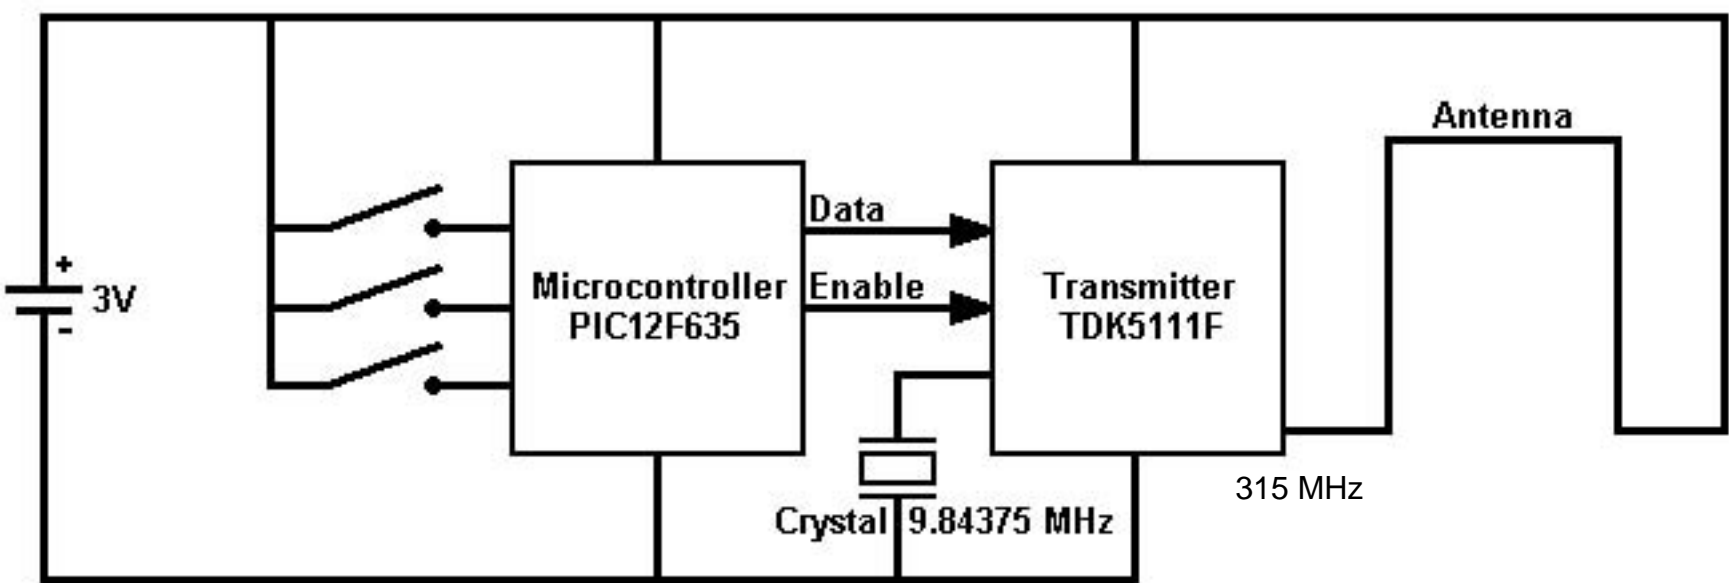 Antenna
Data
+
3V
-
Microcontroller
PIC12F635
Enable
Transmitter
TDK5111F
315 MHz
Crystal 9.84375 MHz